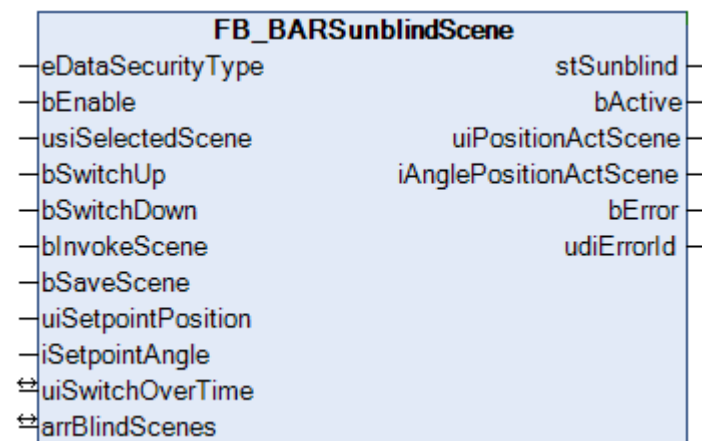 FB_BARSunblindScene
eDataSecurityType stSunblind
bEnable bActive
usiSelectedScene uiPositionActScene
bSwitchUp iAnglePositionActScene
bSwitchDown bError
bInvokeScene udiErrorId
bSaveScene
uiSetpointPosition
iSetpointAngle
uiSwitchOverTime
arrBlindScenes